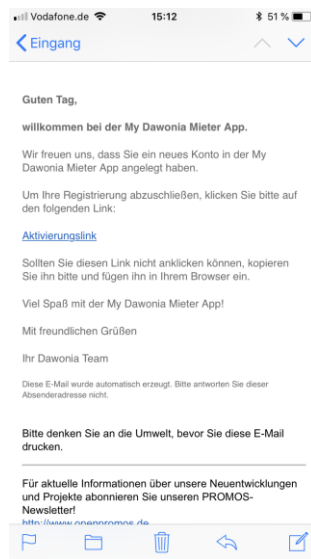 Vodafone.de 15:12 51 %
Eingang
Guten Tag,
willkommen bei der My Dawonia Mieter App.
Wir freuen uns, dass Sie ein neues Konto in der My
Dawonia Mieter App angelegt haben.
Um Ihre Registrierung abzuschließen, klicken Sie bitte auf
den folgenden Link:
Aktivierungslink
Sollten Sie diesen Link nicht anklicken können, kopieren
Sie ihn bitte und fügen ihn in Ihrem Browser ein.
Viel Spaß mit der My Dawonia Mieter App!
Mit freundlichen Grüßen
Ihr Dawonia Team
Diese E-Mail wurde automatisch erzeugt. Bitte antworten Sie dieser
Absenderadresse nicht.
Bitte denken Sie an die Umwelt, bevor Sie diese E-Mail
drucken.
Für aktuelle Informationen über unsere Neuentwicklungen
und Projekte abonnieren Sie unseren PROMOS-
Newsletter!
http://www.openpromos.de